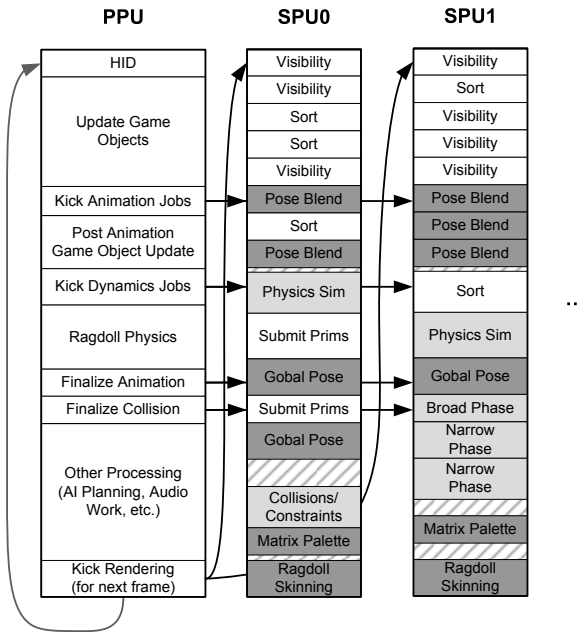 PPU
HID
Update Game
Objects
Kick Animation Jobs
Post Animation
Game Object Update
Kick Dynamics Jobs
Ragdoll Physics
Finalize Animation
Finalize Collision
Other Processing
(AI Planning, Audio
Work, etc.)
Kick Rendering
(for next frame)
SPU0
Visibility
Visibility
Sort
Sort
Visibility
Pose Blend
Sort
Pose Blend
Physics Sim
Submit Prims
Gobal Pose
Submit Prims
Gobal Pose
Collisions/
Constraints
Matrix Palette
Ragdoll
Skinning
SPU1
Visibility
Sort
Visibility
Visibility
Visibility
Pose Blend
Pose Blend
Pose Blend
Sort
Physics Sim
Gobal Pose
Broad Phase
Narrow
Phase
Narrow
Phase
Matrix Palette
Ragdoll
Skinning
..